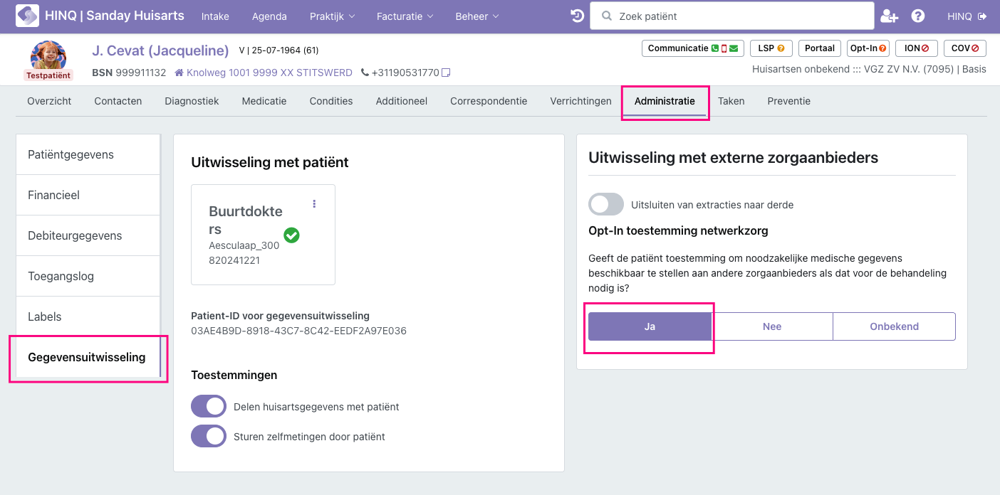 HINQ | Sanday Huisarts Intake Agenda Praktijk Facturatie Beheer Zoek patiënt HINQ
J. Cevat (Jacqueline) V | 25-07-1964 (61)
Communicatie LSP Portaal Opt-In ION COV
Testpatiënt
BSN 999911132 Knolweg 1001 9999 XX STITSWERD +31190531770
Huisartsen onbekend ::: VGZ ZV N.V. (7095) | Basis
Overzicht Contacten Diagnostiek Medicatie Condities Additioneel Correspondentie Verrichtingen Administratie Taken Preventie
Patiëntgegevens
Financieel
Debiteurgegevens
Toegangslog
Labels
Gegevensuitwisseling
Uitwisseling met patiënt
Buurtdokte
rs
Aesculaap_300
820241221
Patient-ID voor gegevensuitwisseling
03AE4B9D-8918-43C7-8C42-EEDF2A97E036
Toestemmingen
Delen huisartsgegevens met patiënt
Sturen zelfmetingen door patiënt
Uitwisseling met externe zorgaanbieders
Uitsluiten van extracties naar derde
Opt-In toestemming netwerkzorg
Geeft de patiënt toestemming om noodzakelijke medische gegevens
beschikbaar te stellen aan andere zorgaanbieders als dat voor de behandeling
nodig is?
Ja Nee Onbekend